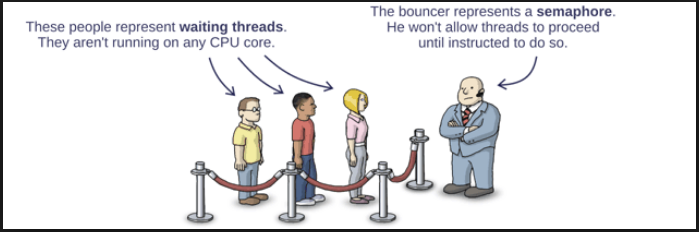 These people represent waiting threads.
They aren't running on any CPU core.
The bouncer represents a semaphore.
He won't allow threads to proceed
until instructed to do so.